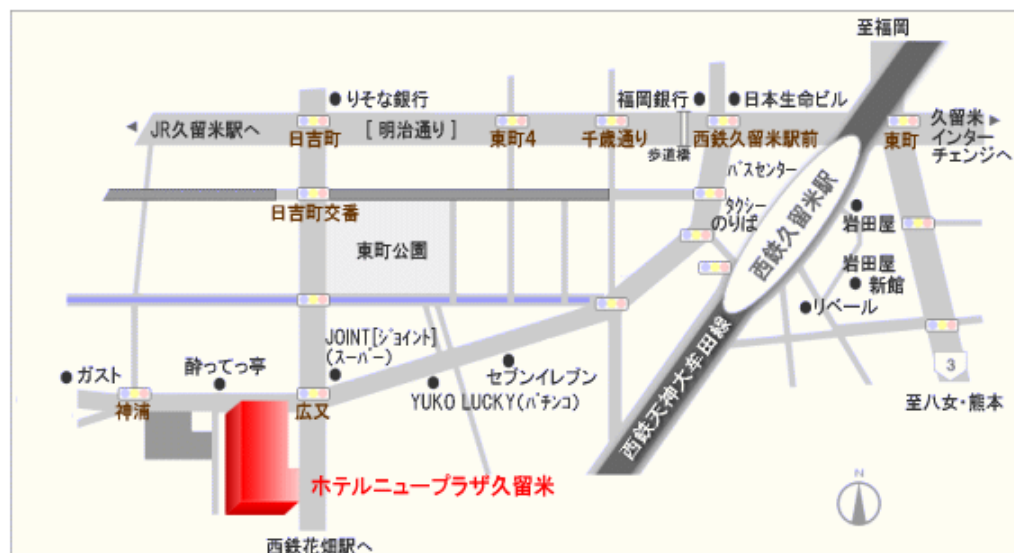 至福岡
りそな銀行
福岡銀行
日本生命ビル
JR久留米駅へ
日吉町
[ 明治通り ]
東町4
千歳通り
歩道橋
西鉄久留米駅前
東町
久留米
インター
チェンジへ
バスセンター
日吉町交番
タクシー
のりば
西鉄久留米駅
岩田屋
東町公園
岩田屋
新館
リベール
JOINT[ジョイント]
(スーパー)
酔ってっ亭
ガスト
セブンイレブン
YUKO LUCKY(パチンコ)
西鉄天神大牟田線
3
神浦
広又
至八女・熊本
ホテルニュープラザ久留米
N
西鉄花畑駅へ